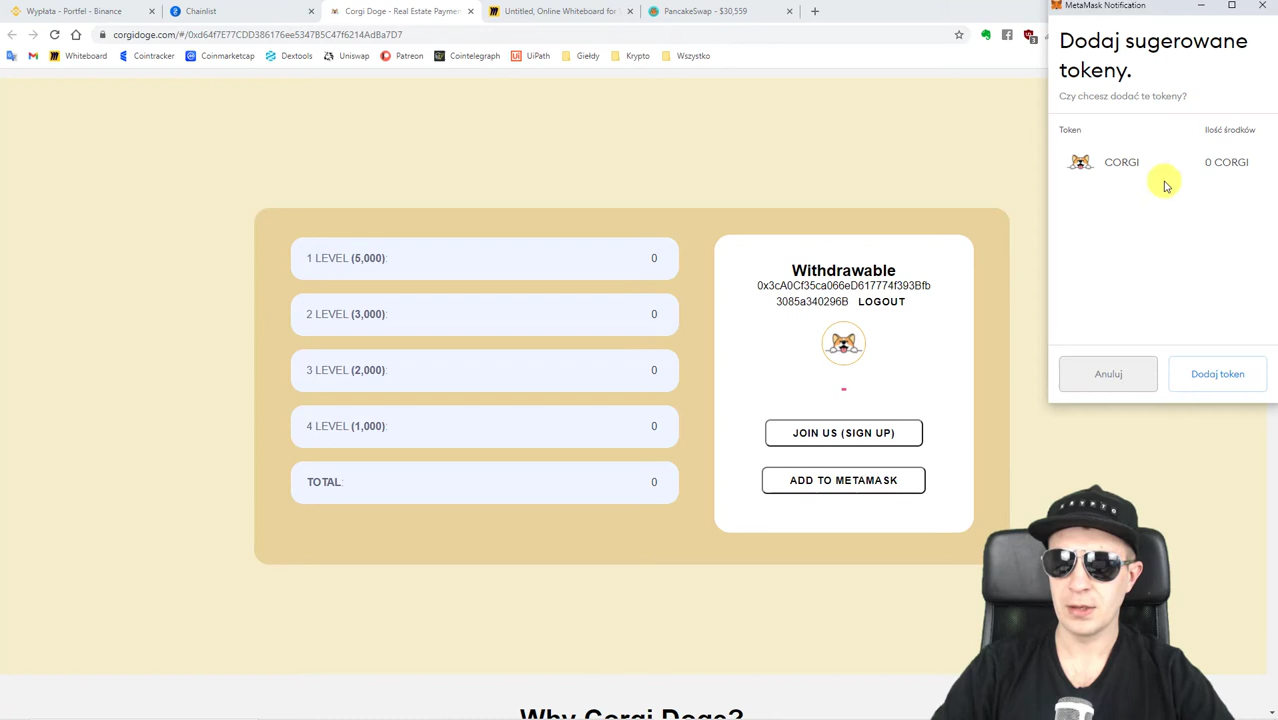 Wypłata - Portfel - Binance
Chainlist
Corgi Doge - Real Estate Paymen
Untitled, Online Whiteboard for
PancakeSwap - $30,559
corgidoge.com/#/0xd64f7E77CDD386176ee5347B5C47f6214AdBa7D7
Whiteboard
Cointracker
Coinmarketcap
Dextools
Uniswap
Patreon
Cointelegraph
UiPath
Giełdy
Krypto
Wszystko
MetaMask Notification
Dodaj sugerowane
tokeny.
Czy chcesz dodać te tokeny?
Token Ilość środków
CORGI 0 CORGI
Anuluj Dodaj token
1 LEVEL (5,000): 0
2 LEVEL (3,000): 0
3 LEVEL (2,000): 0
4 LEVEL (1,000): 0
TOTAL: 0
Withdrawable
0x3cA0Cf35ca066eD617774f393Bfb
3085a340296B LOGOUT
-
JOIN US (SIGN UP)
ADD TO METAMASK
KRYPTO
Why Corgi Doge?